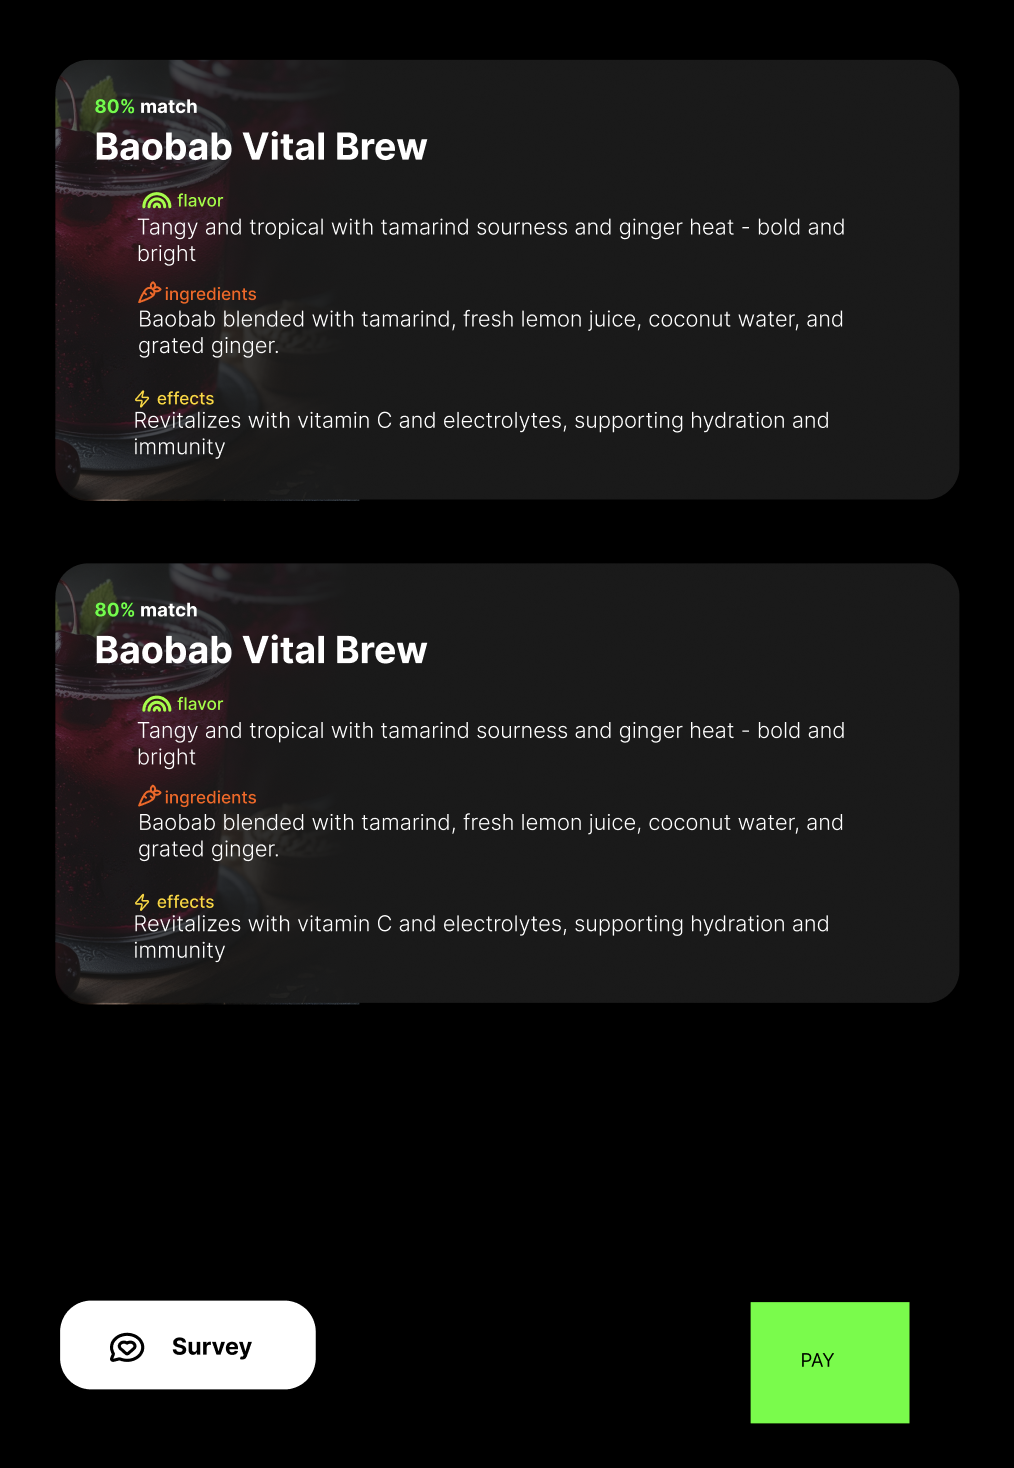 80% match
Baobab Vital Brew
flavor
Tangy and tropical with tamarind sourness and ginger heat - bold and
bright
ingredients
Baobab blended with tamarind, fresh lemon juice, coconut water, and
grated ginger.
effects
Revitalizes with vitamin C and electrolytes, supporting hydration and
immunity
80% match
Baobab Vital Brew
flavor
Tangy and tropical with tamarind sourness and ginger heat - bold and
bright
ingredients
Baobab blended with tamarind, fresh lemon juice, coconut water, and
grated ginger.
effects
Revitalizes with vitamin C and electrolytes, supporting hydration and
immunity
Survey
PAY